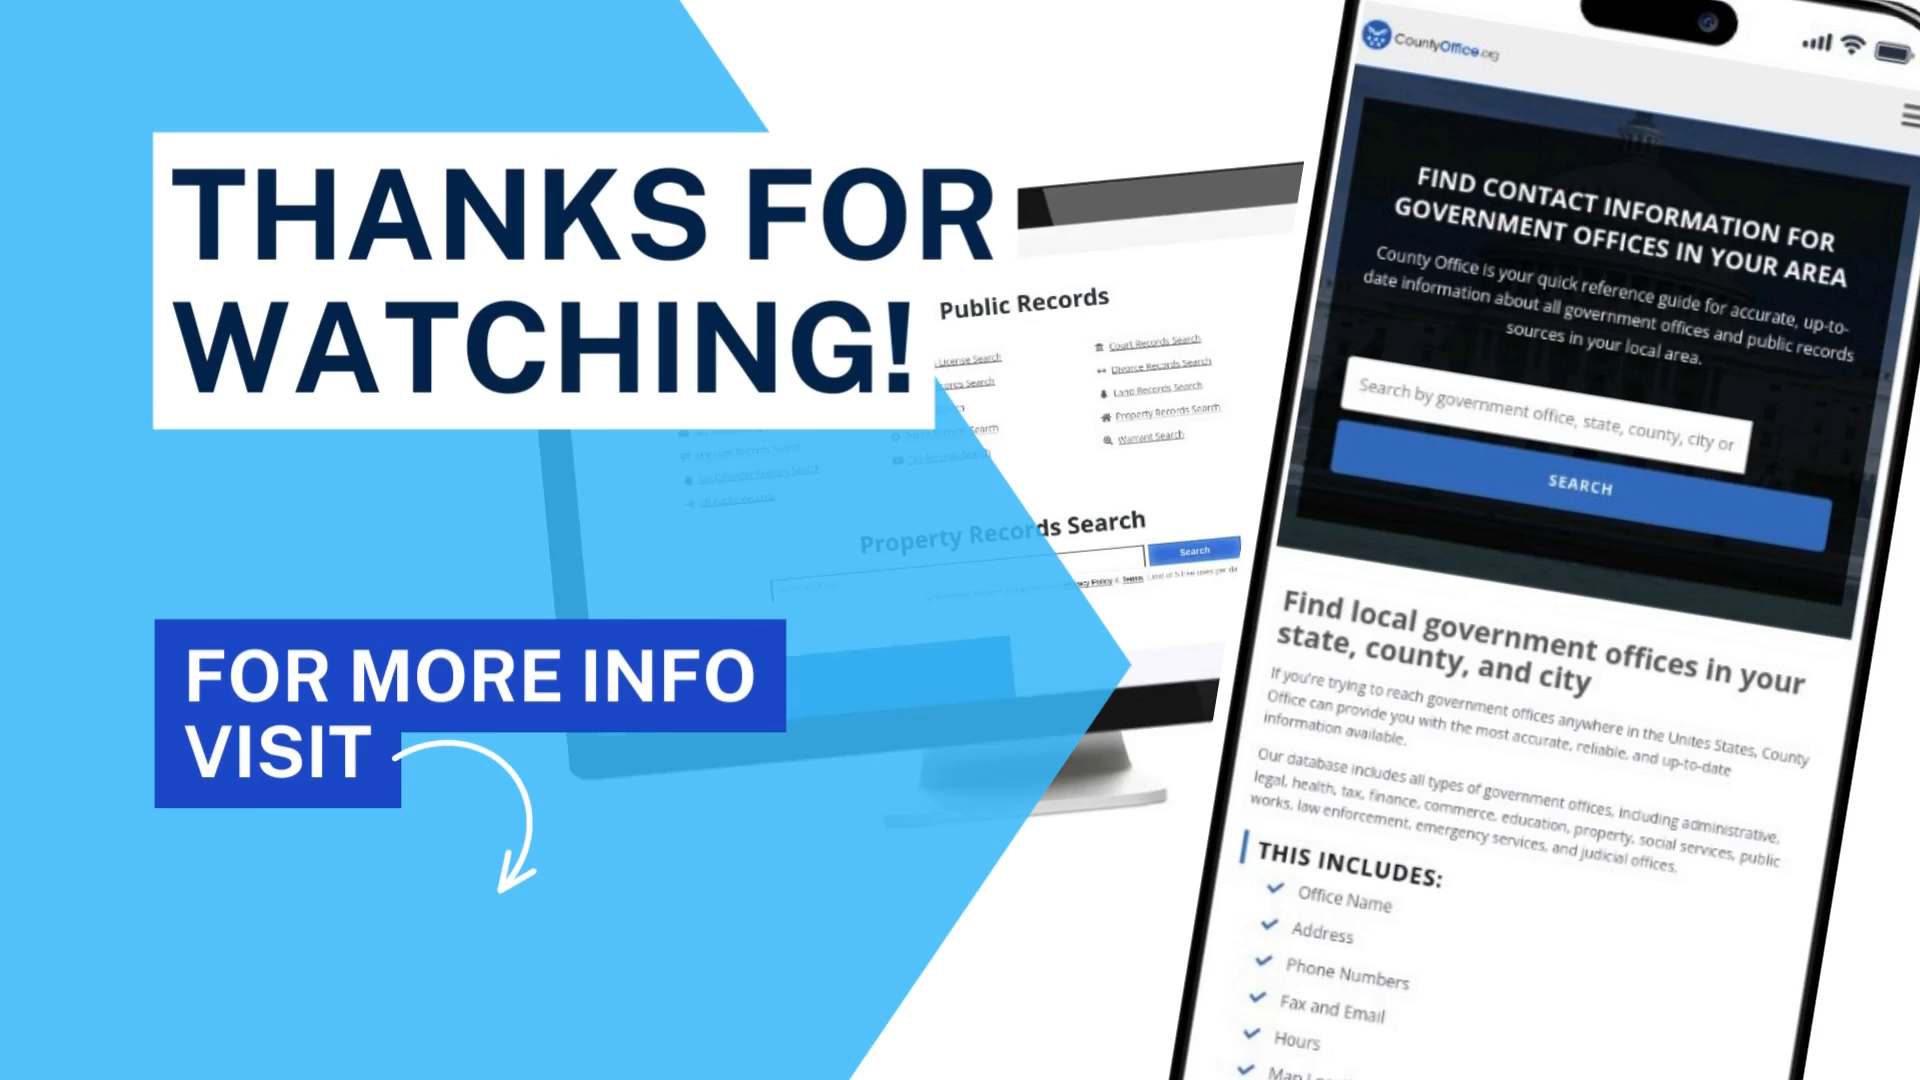 THANKS FOR
WATCHING!
FOR MORE INFO
VISIT
Public Records
License Search
Search
Search
Court Records Search
Divorce Records Search
Land Records Search
Property Records Search
Warrant Search
Property Records Search
Search
Policy & Terms
CountyOffice.org
FIND CONTACT INFORMATION FOR
GOVERNMENT OFFICES IN YOUR AREA
County Office is your quick reference guide for accurate, up-to-
date information about all government offices and public records
sources in your local area.
Search by government office, state, county, city or
SEARCH
Find local government offices in your
state, county, and city
If you're trying to reach government offices anywhere in the Unites States, County
Office can provide you with the most accurate, reliable, and up-to-date
information available.
Our database includes all types of government offices, including administrative,
legal, health, tax, finance, commerce, education, property, social services, public
works, law enforcement, emergency services, and judicial offices.
THIS INCLUDES:
Office Name
Address
Phone Numbers
Fax and Email
Hours
Map